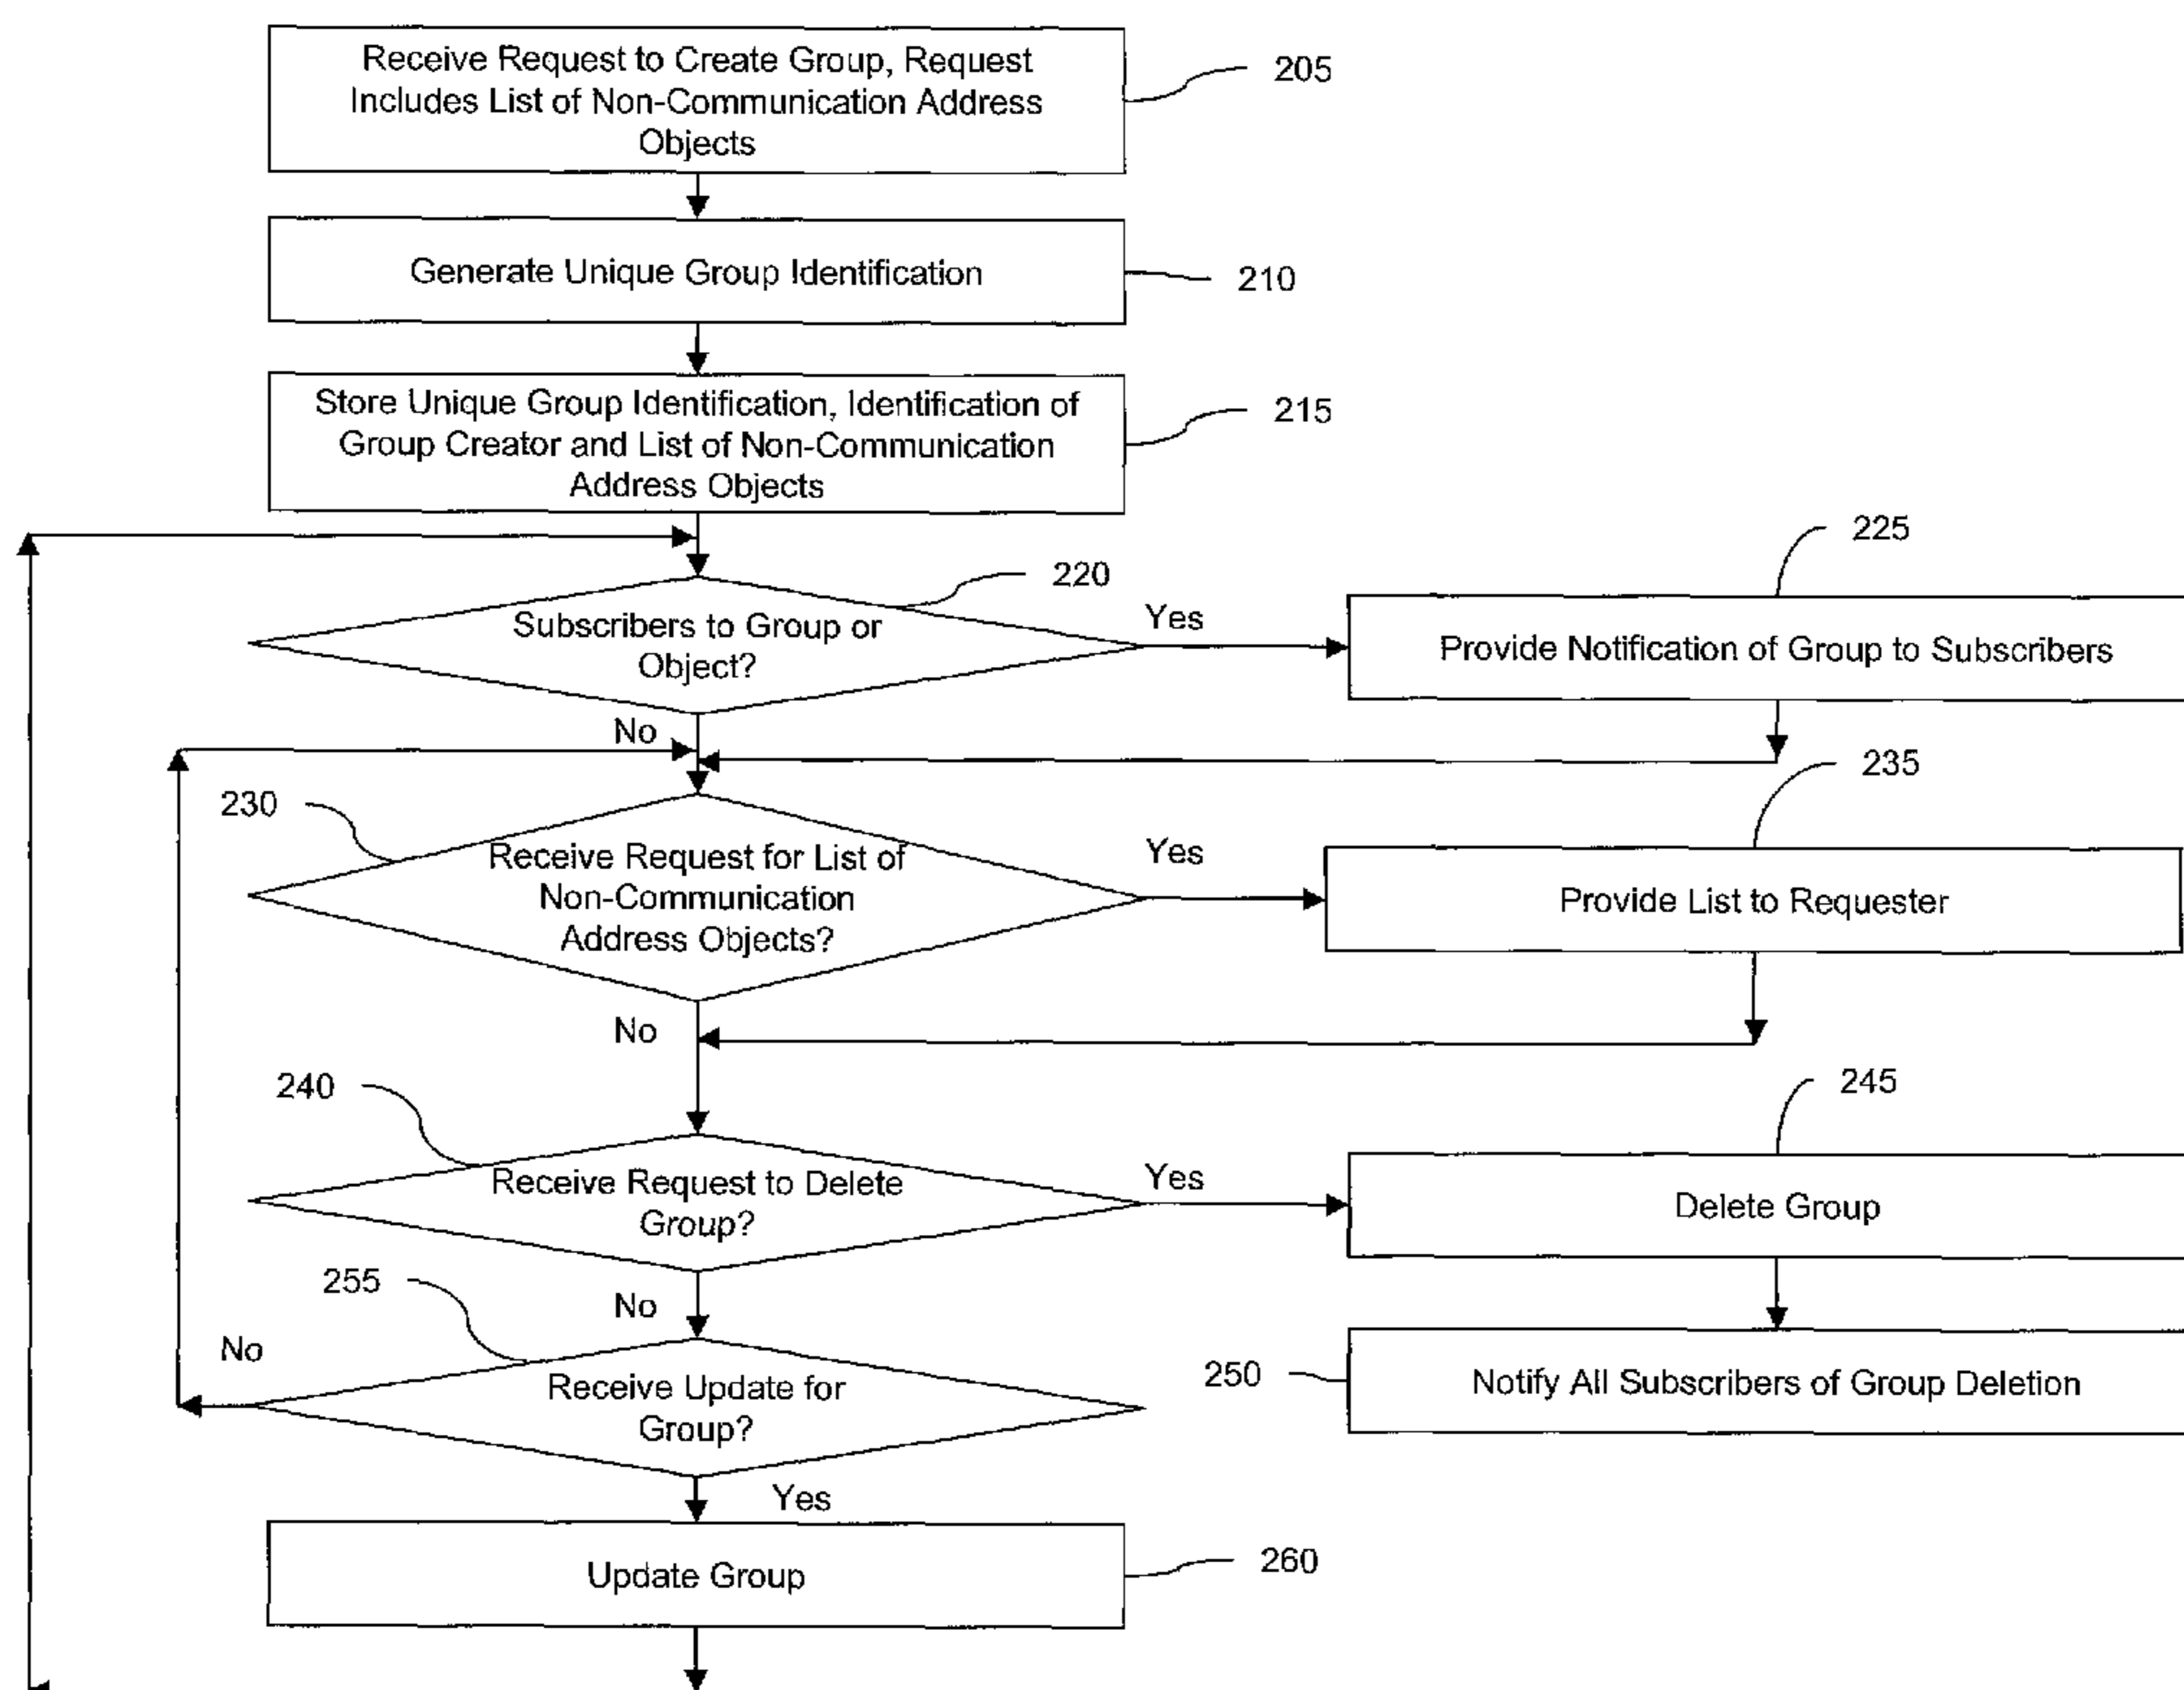 Receive Request to Create Group, Request
Includes List of Non-Communication Address
Objects
205
Generate Unique Group Identification
210
Store Unique Group Identification, Identification of
Group Creator and List of Non-Communication
Address Objects
215
220
Subscribers to Group or
Object?
Yes
225
Provide Notification of Group to Subscribers
No
230
Receive Request for List of
Non-Communication
Address Objects?
Yes
235
Provide List to Requester
No
240
Receive Request to Delete
Group?
Yes
245
Delete Group
No
250
Notify All Subscribers of Group Deletion
255
Receive Update for
Group?
No
Yes
Update Group
260